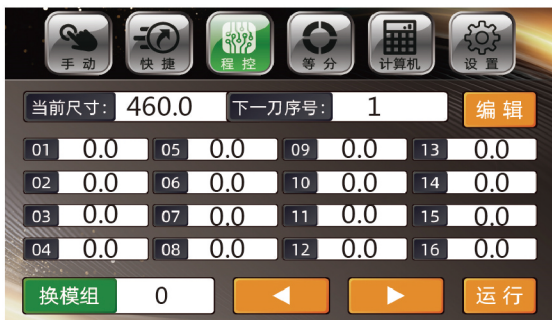 手动 快捷 程控 等分 计算机 设置
当前尺寸: 460.0 下一刀序号: 1 编辑
01 0.0 05 0.0 09 0.0 13 0.0
02 0.0 06 0.0 10 0.0 14 0.0
03 0.0 07 0.0 11 0.0 15 0.0
04 0.0 08 0.0 12 0.0 16 0.0
换模组 0 运行